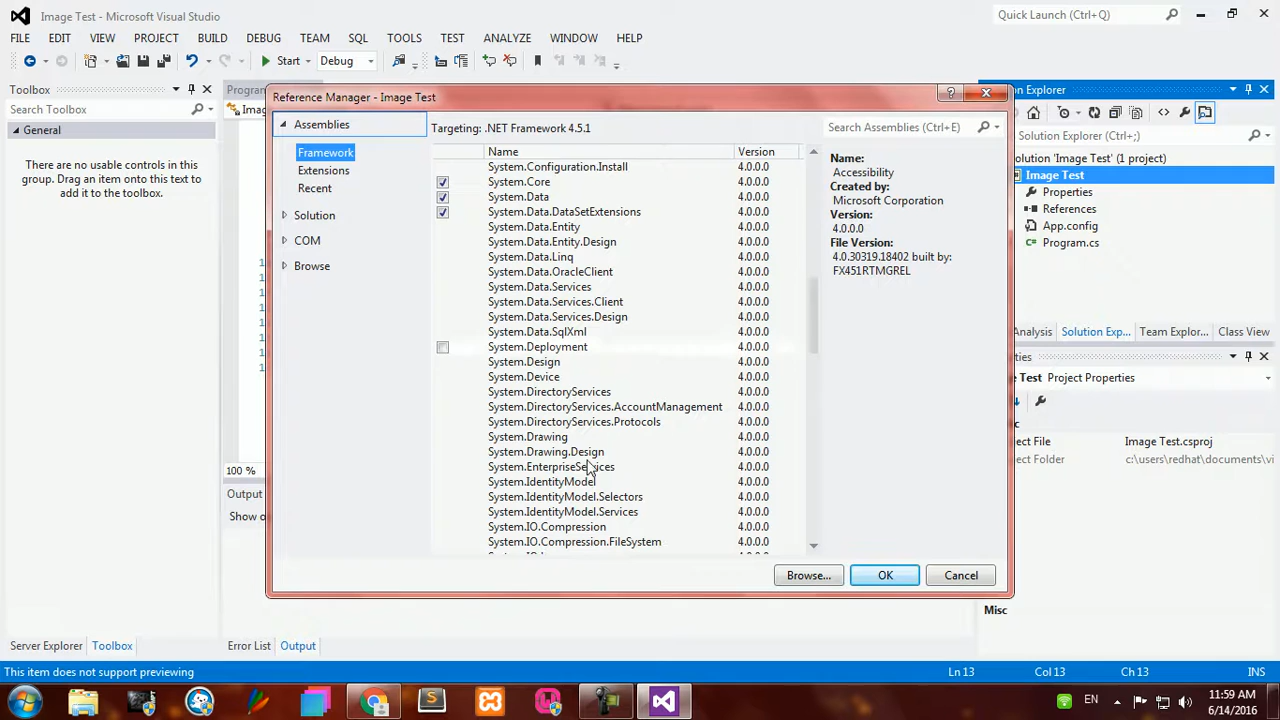 Image Test - Microsoft Visual Studio
Quick Launch (Ctrl+Q)
FILE EDIT VIEW PROJECT BUILD DEBUG TEAM SQL TOOLS TEST ANALYZE WINDOW HELP
Start Debug
Toolbox
Search Toolbox
General
There are no usable controls in this
group. Drag an item onto this text to
add it to the toolbox.
Reference Manager - Image Test
Assemblies
Framework
Extensions
Recent
Solution
COM
Browse
Targeting: .NET Framework 4.5.1
Search Assemblies (Ctrl+E)
Name Version
System.Configuration.Install 4.0.0.0
System.Core 4.0.0.0
System.Data 4.0.0.0
System.Data.DataSetExtensions 4.0.0.0
System.Data.Entity 4.0.0.0
System.Data.Entity.Design 4.0.0.0
System.Data.Linq 4.0.0.0
System.Data.OracleClient 4.0.0.0
System.Data.Services 4.0.0.0
System.Data.Services.Client 4.0.0.0
System.Data.Services.Design 4.0.0.0
System.Data.SqlXml 4.0.0.0
System.Deployment 4.0.0.0
System.Design 4.0.0.0
System.Device 4.0.0.0
System.DirectoryServices 4.0.0.0
System.DirectoryServices.AccountManagement 4.0.0.0
System.DirectoryServices.Protocols 4.0.0.0
System.Drawing 4.0.0.0
System.Drawing.Design 4.0.0.0
System.EnterpriseServices 4.0.0.0
System.IdentityModel 4.0.0.0
System.IdentityModel.Selectors 4.0.0.0
System.IdentityModel.Services 4.0.0.0
System.IO.Compression 4.0.0.0
System.IO.Compression.FileSystem 4.0.0.0
Name:
Accessibility
Created by:
Microsoft Corporation
Version:
4.0.0.0
File Version:
4.0.30319.18402 built by:
FX451RTMGREL
Browse... OK Cancel
Explorer
Solution Explorer (Ctrl+;)
Solution 'Image Test' (1 project)
Image Test
Properties
References
App.config
Program.cs
Analysis Solution Exp... Team Explor... Class View
Test Project Properties
File Image Test.csproj
Folder c:\users\redhat\documents\vi
Misc
100 %
Output
Show
Server Explorer Toolbox
Error List Output
This item does not support previewing
Ln 13 Col 13 Ch 13 INS
EN
11:59 AM
6/14/2016